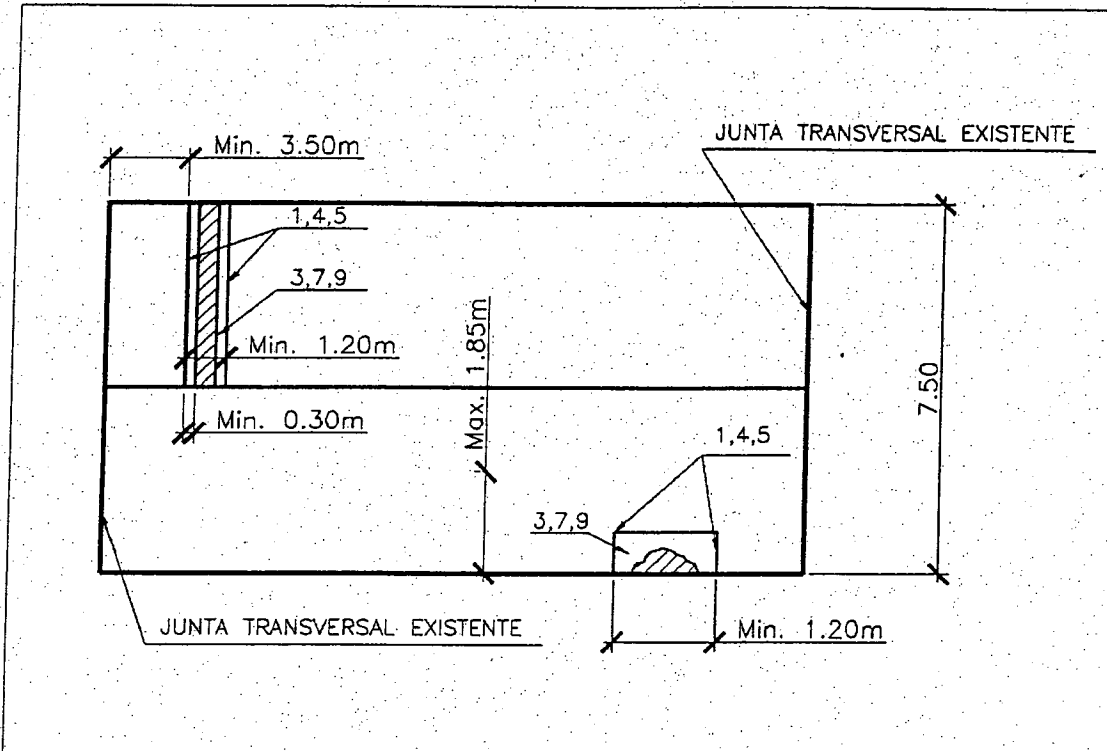 JUNTA TRANSVERSAL EXISTENTE
Min. 3.50m
1,4,5
3,7,9
Min. 1.20m
Max. 1.85m
7.50
Min. 0.30m
1,4,5
3,7,9
JUNTA TRANSVERSAL EXISTENTE
Min. 1.20m